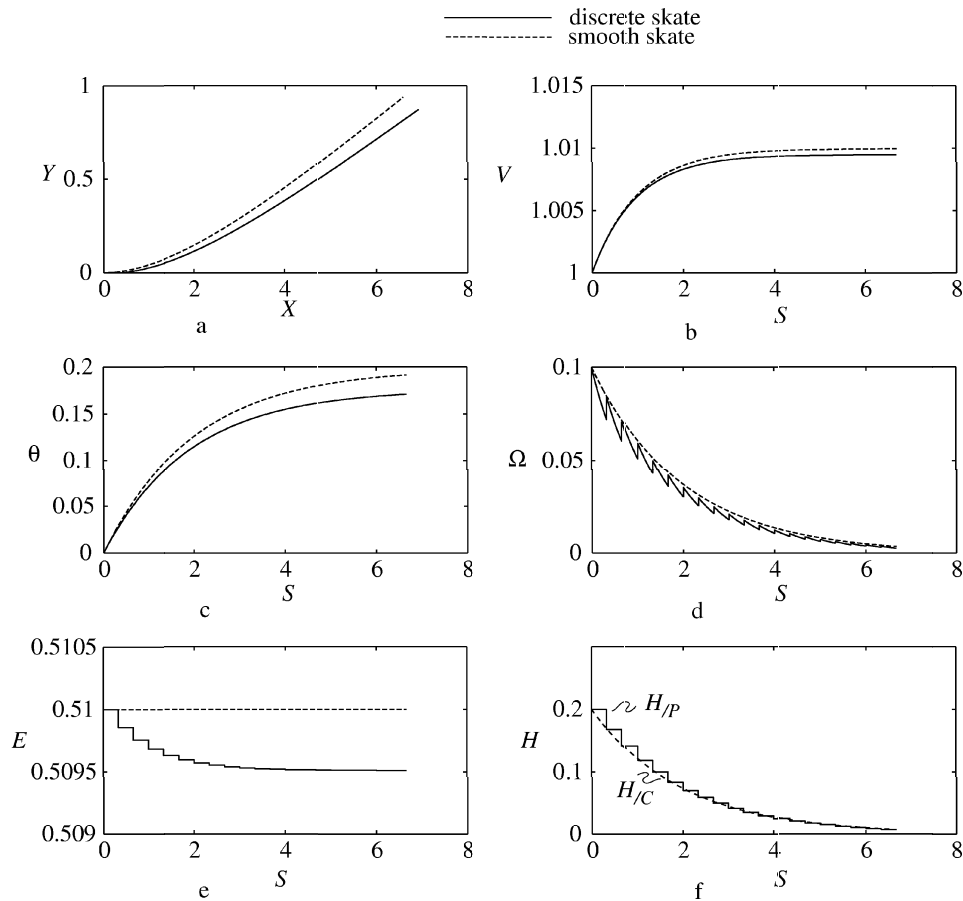 discrete skate
smooth skate
1
0.5
0
Y
0 2 4 6 8
X
a
1.015
1.01
1.005
1
V
0 2 4 6 8
S
b
0.2
0.15
0.1
0.05
0
θ
0 2 4 6 8
S
c
0.1
0.05
0
Ω
0 2 4 6 8
S
d
0.5105
0.51
0.5095
0.509
E
0 2 4 6 8
S
e
0.2
0.1
0
H
H/P
H/C
0 2 4 6 8
S
f